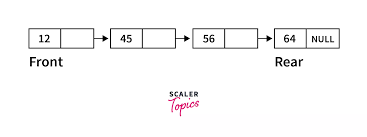 12 45 56 64 NULL
Front Rear
SCALER
Topics